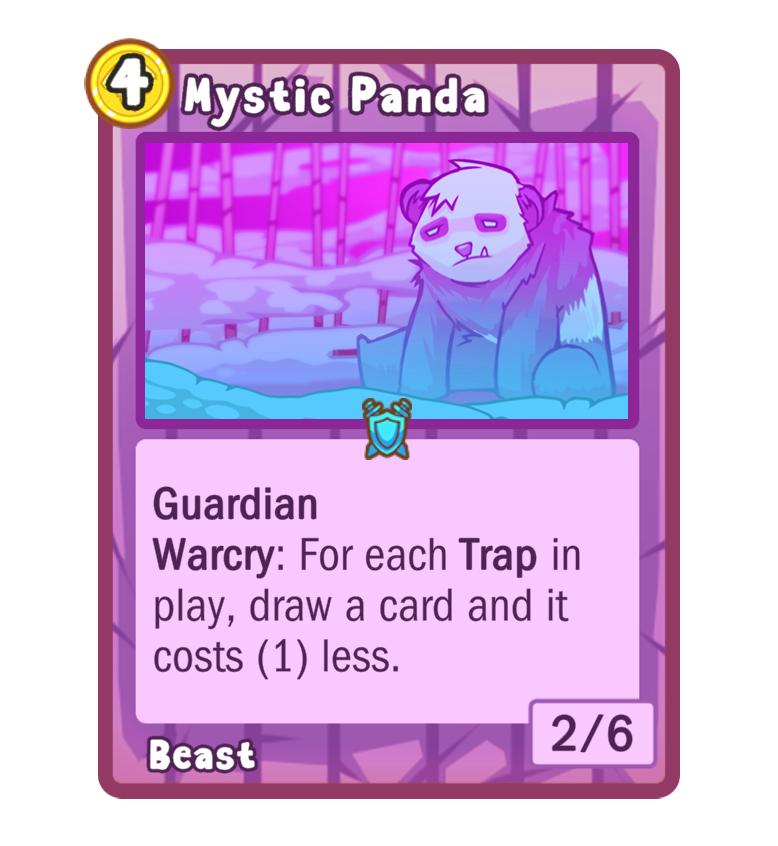 4
Mystic Panda
Guardian
Warcry: For each Trap in
play, draw a card and it
costs (1) less.
2/6
Beast